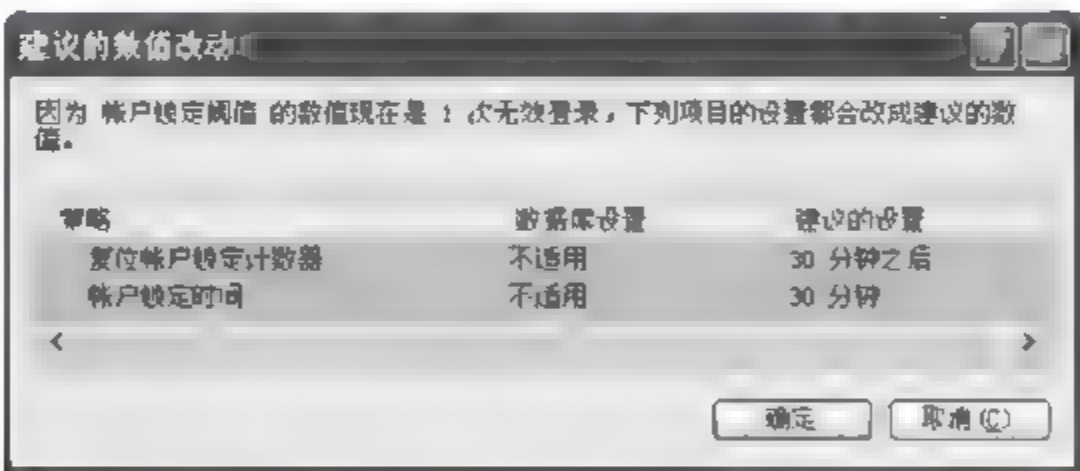 建议的数值改动
因为 帐户锁定阈值 的数值现在是 1 次无效登录，下列项目的设置都会改成建议的数
值。
策略 数据库设置 建议的设置
复位帐户锁定计数器 不适用 30 分钟之后
帐户锁定时间 不适用 30 分钟
确定 取消(C)